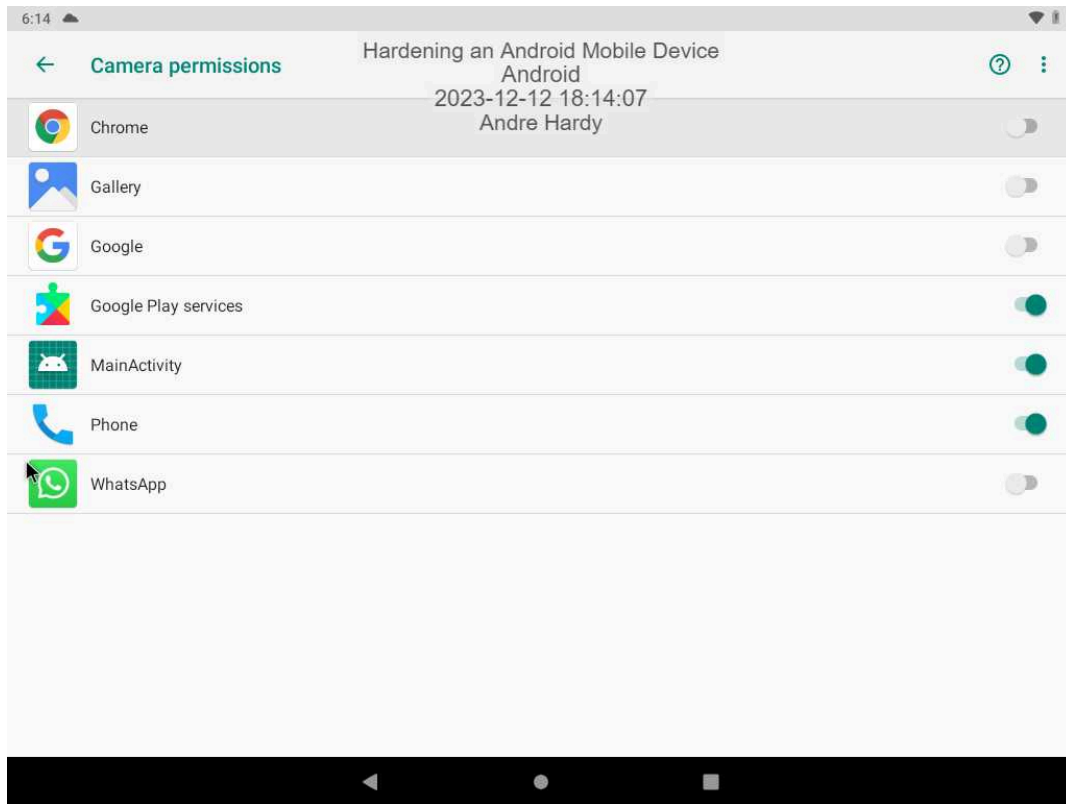 6:14
Camera permissions
Hardening an Android Mobile Device
Android
2023-12-12 18:14:07
Andre Hardy
Chrome
Gallery
Google
Google Play services
MainActivity
Phone
WhatsApp